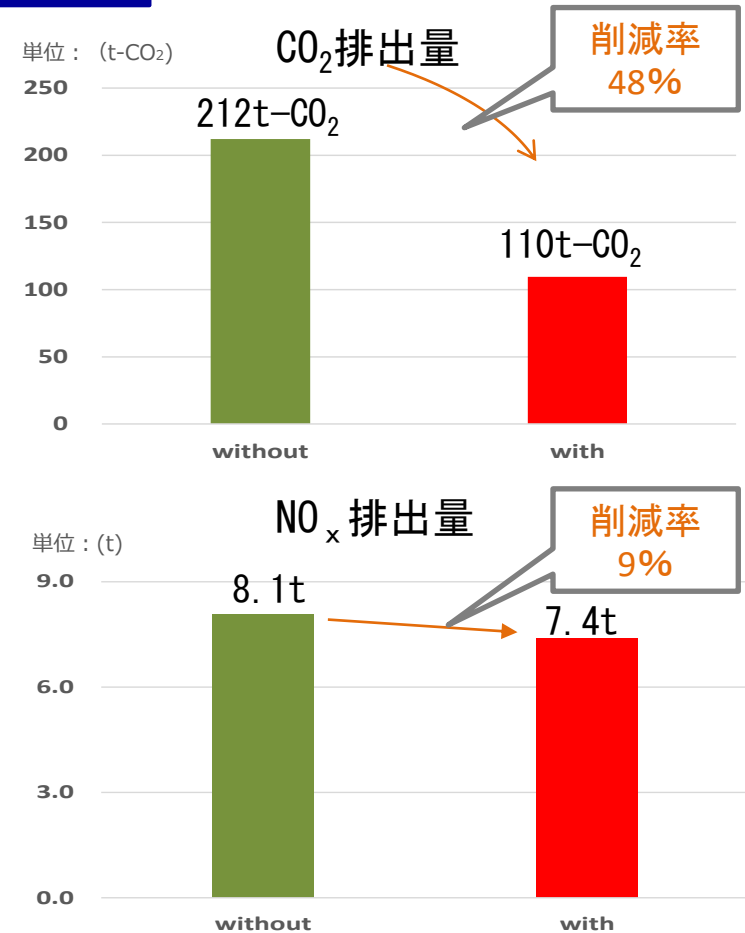 単位：（t-CO₂）
CO₂排出量
削減率
48%
250
200
150
100
50
0
212t-CO₂
110t-CO₂
without
with
NOₓ排出量
単位：(t)
削減率
9%
9.0
6.0
3.0
0.0
8.1t
7.4t
without
with